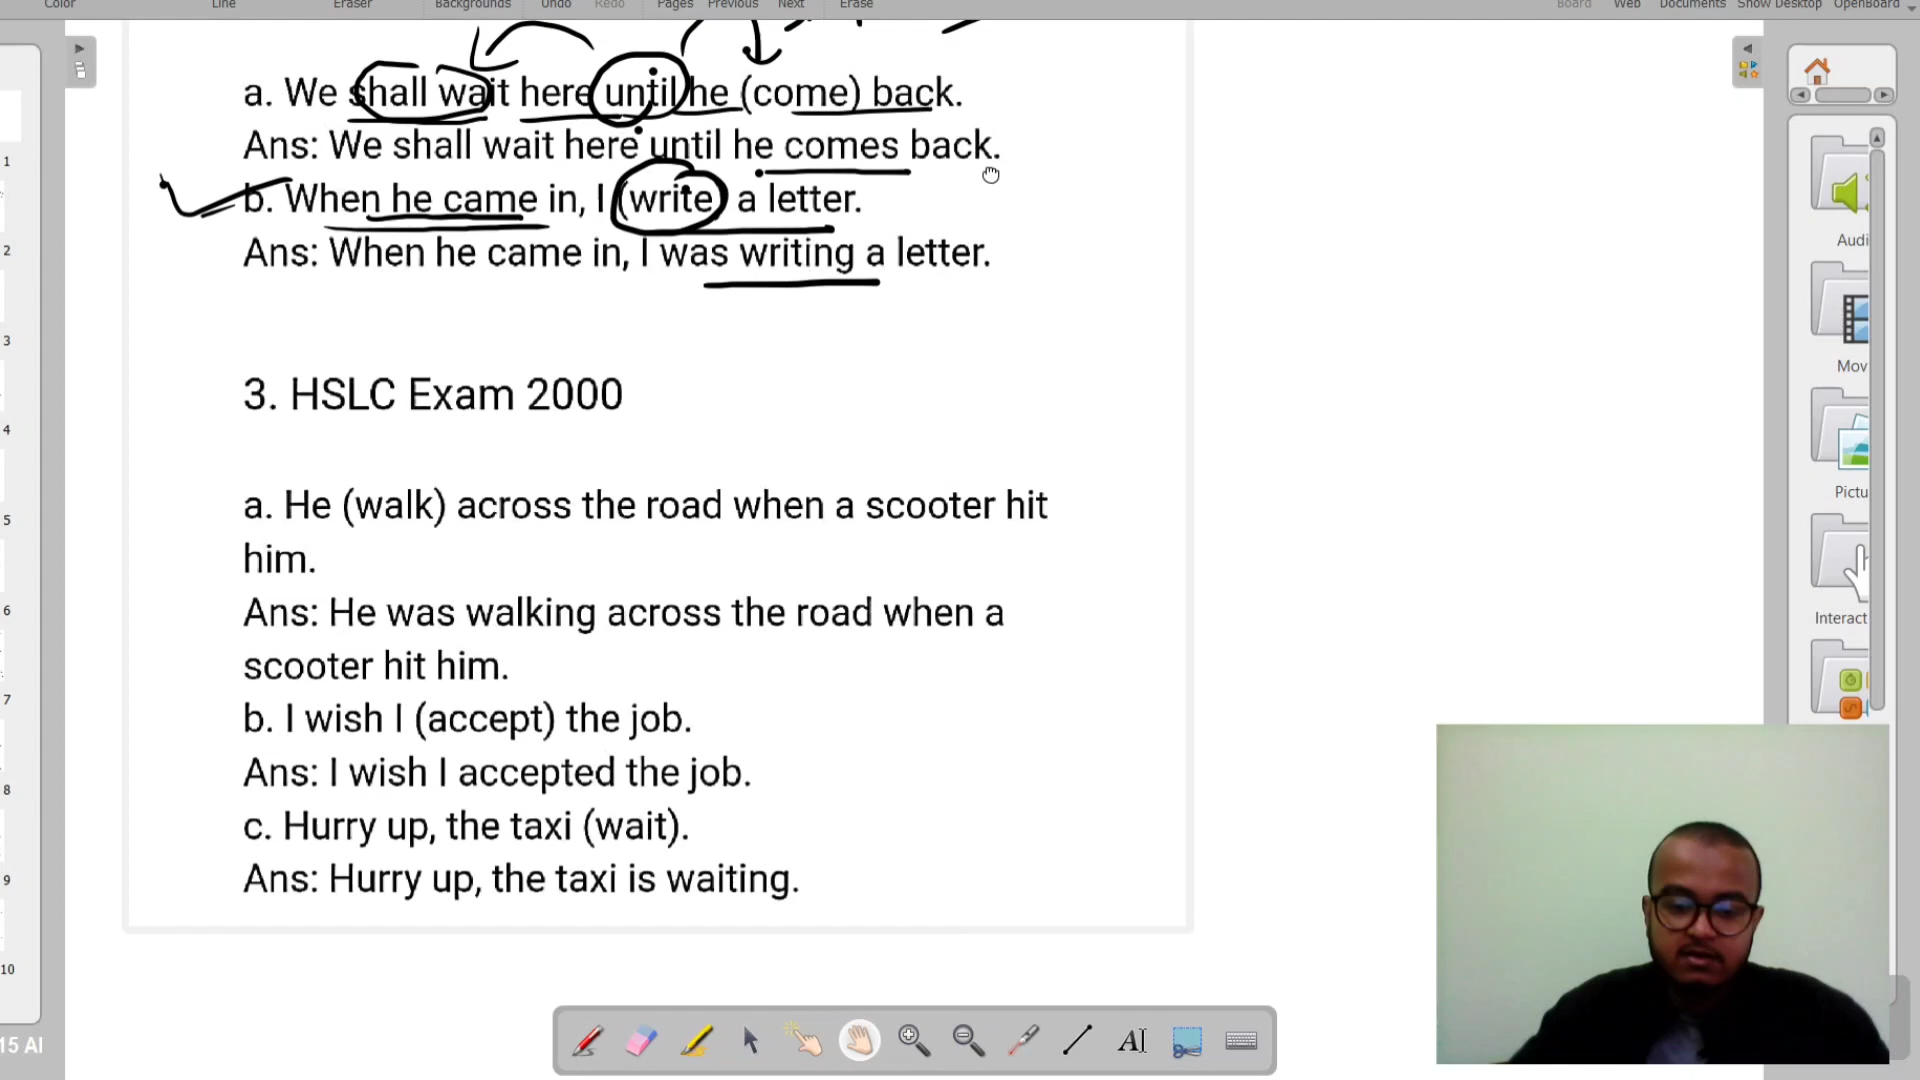 Color Line Eraser Backgrounds Undo Redo Pages Previous Next Erase Board Web Documents Show Desktop OpenBoard
a. We shall wait here until he (come) back.
Ans: We shall wait here until he comes back.
b. When he came in, I (write) a letter.
Ans: When he came in, I was writing a letter.
3. HSLC Exam 2000
a. He (walk) across the road when a scooter hit
him.
Ans: He was walking across the road when a
scooter hit him.
b. I wish I (accept) the job.
Ans: I wish I accepted the job.
c. Hurry up, the taxi (wait).
Ans: Hurry up, the taxi is waiting.
1
2
3
4
5
6
7
8
9
10
15 AI
Audi
Mov
Pictu
Interact
AI